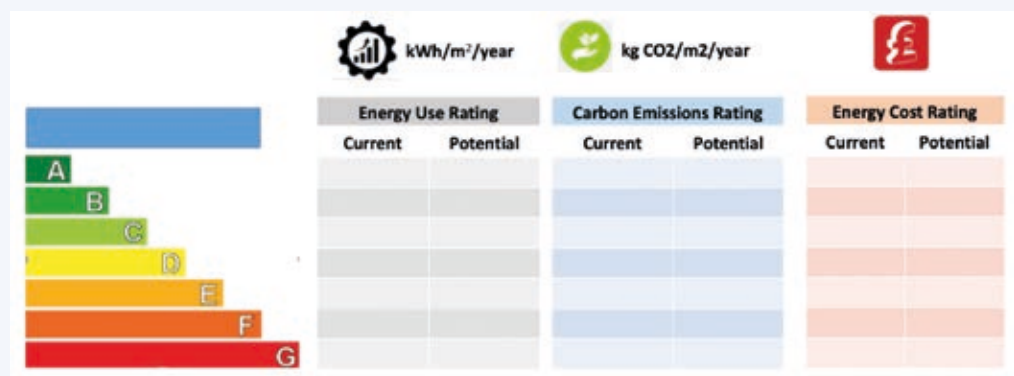 kWh/m²/year kg CO2/m2/year £
Energy Use Rating Carbon Emissions Rating Energy Cost Rating
Current Potential Current Potential Current Potential
A
B
C
D
E
F
G